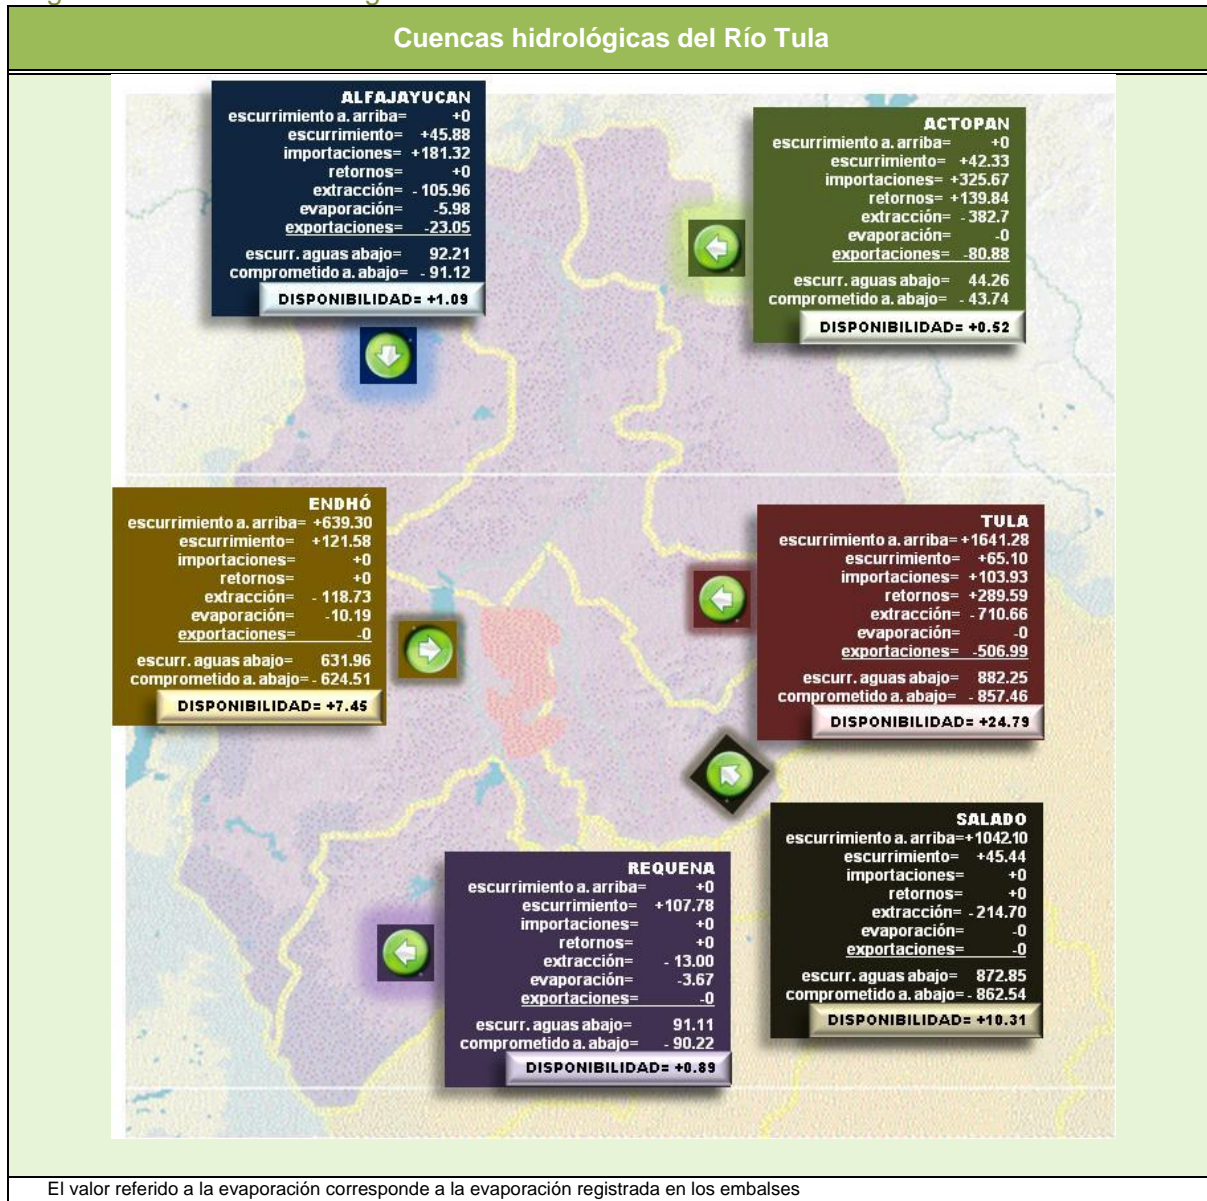 Cuencas hidrológicas del Río Tula
ALFAJAYUCAN
escurrimiento a. arriba= +0
escurrimiento= +45.88
importaciones= +181.32
retornos= +0
extracción= - 105.96
evaporación= -5.98
exportaciones= -23.05
escurr. aguas abajo= 92.21
comprometido a. abajo= - 91.12
DISPONIBILIDAD= +1.09
ACTOPAN
escurrimiento a. arriba= +0
escurrimiento= +42.33
importaciones= +325.67
retornos= +139.84
extracción= - 382.7
evaporación= -0
exportaciones= -80.88
escurr. aguas abajo= 44.26
comprometido a. abajo= - 43.74
DISPONIBILIDAD= +0.52
ENDHÓ
escurrimiento a. arriba= +639.30
escurrimiento= +121.58
importaciones= +0
retornos= +0
extracción= - 118.73
evaporación= -10.19
exportaciones= -0
escurr. aguas abajo= 631.96
comprometido a. abajo= - 624.51
DISPONIBILIDAD= +7.45
TULA
escurrimiento a. arriba= +1641.28
escurrimiento= +65.10
importaciones= +103.93
retornos= +289.59
extracción= - 710.66
evaporación= -0
exportaciones= -506.99
escurr. aguas abajo= 882.25
comprometido a. abajo= - 857.46
DISPONIBILIDAD= +24.79
REQUENA
escurrimiento a. arriba= +0
escurrimiento= +107.78
importaciones= +0
retornos= +0
extracción= - 13.00
evaporación= -3.67
exportaciones= -0
escurr. aguas abajo= 91.11
comprometido a. abajo= - 90.22
DISPONIBILIDAD= +0.89
SALADO
escurrimiento a. arriba=+1042.10
escurrimiento= +45.44
importaciones= +0
retornos= +0
extracción= - 214.70
evaporación= -0
exportaciones= -0
escurr. aguas abajo= 872.85
comprometido a. abajo= - 862.54
DISPONIBILIDAD= +10.31
El valor referido a la evaporación corresponde a la evaporación registrada en los embalses